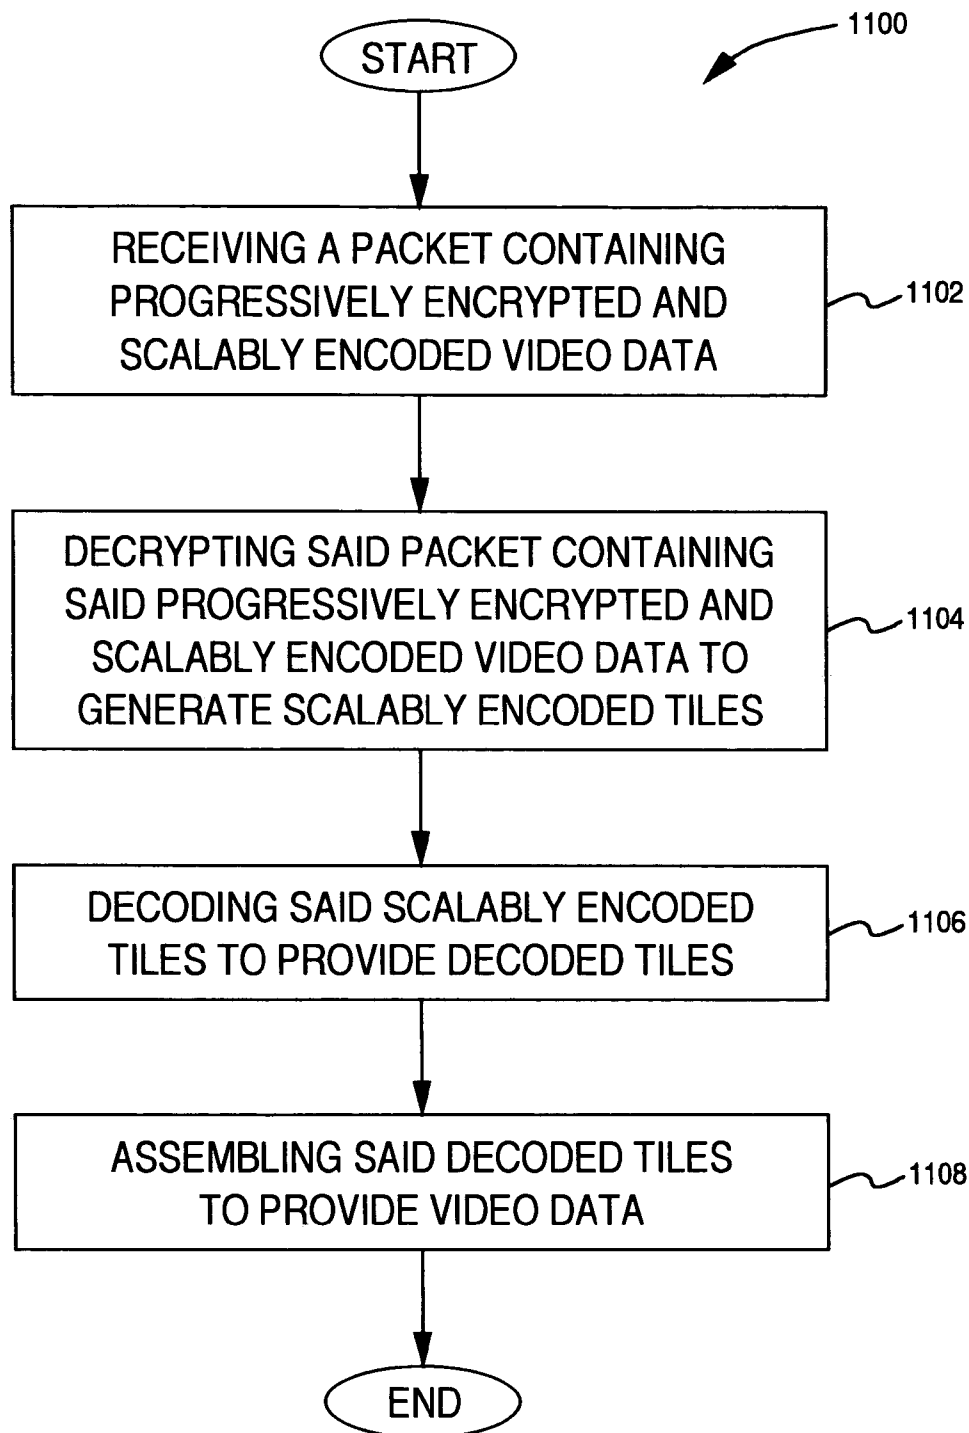 1100
START
RECEIVING A PACKET CONTAINING
PROGRESSIVELY ENCRYPTED AND
SCALABLY ENCODED VIDEO DATA
1102
DECRYPTING SAID PACKET CONTAINING
SAID PROGRESSIVELY ENCRYPTED AND
SCALABLY ENCODED VIDEO DATA TO
GENERATE SCALABLY ENCODED TILES
1104
DECODING SAID SCALABLY ENCODED
TILES TO PROVIDE DECODED TILES
1106
ASSEMBLING SAID DECODED TILES
TO PROVIDE VIDEO DATA
1108
END